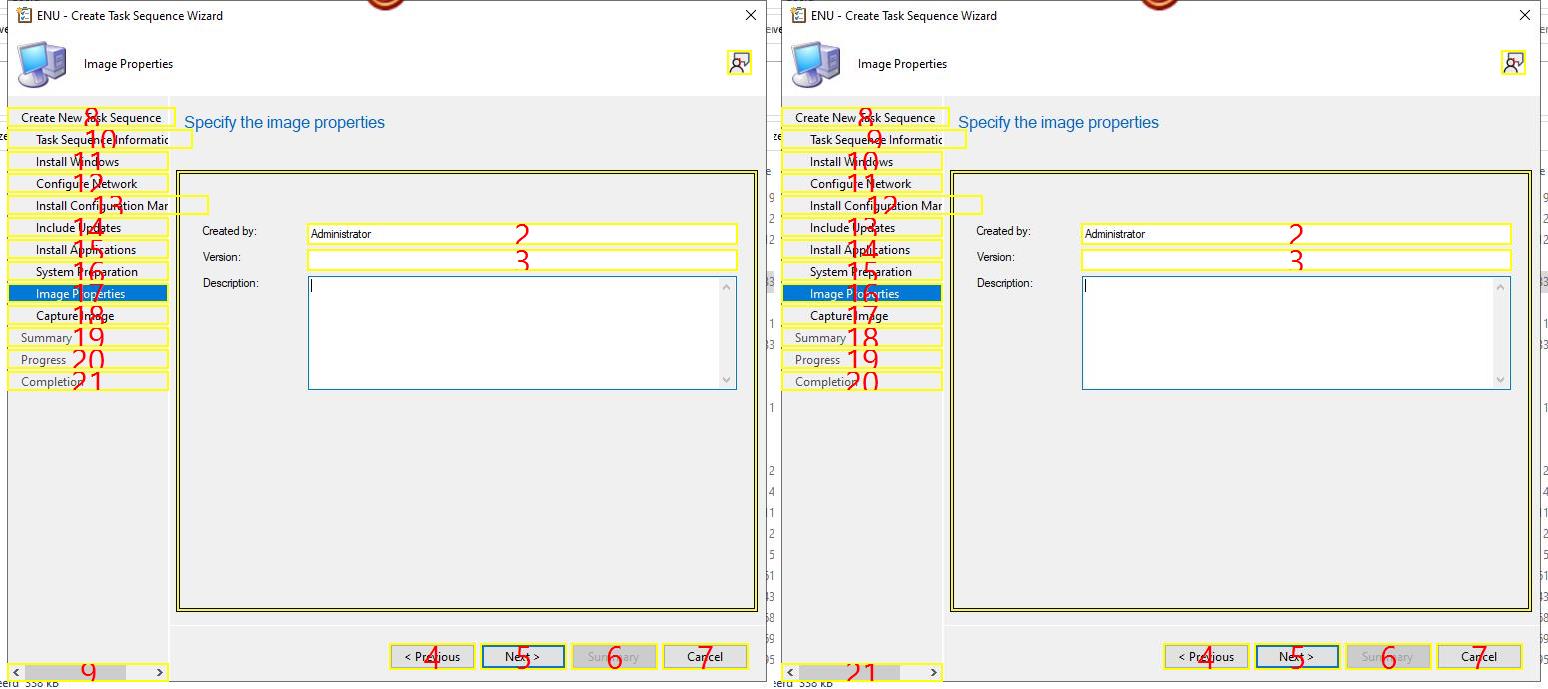 ENU - Create Task Sequence Wizard
Image Properties
Specify the image properties
8 Create New Task Sequence
10 Task Sequence Informatic
11 Install Windows
12 Configure Network
13 Install Configuration Mar
14 Include Updates
15 Install Applications
16 System Preparation
17 Image Properties
18 Capture Image
19 Summary
20 Progress
21 Completion
9
Created by: Administrator 2
Version: 3
Description:
< Previous 4
Next > 5
Summary 6
Cancel 7
ENU - Create Task Sequence Wizard
Image Properties
Specify the image properties
8 Create New Task Sequence
9 Task Sequence Informatic
10 Install Windows
11 Configure Network
12 Install Configuration Mar
13 Include Updates
14 Install Applications
15 System Preparation
16 Image Properties
17 Capture Image
18 Summary
19 Progress
20 Completion
21
Created by: Administrator 2
Version: 3
Description:
< Previous 4
Next > 5
Summary 6
Cancel 7